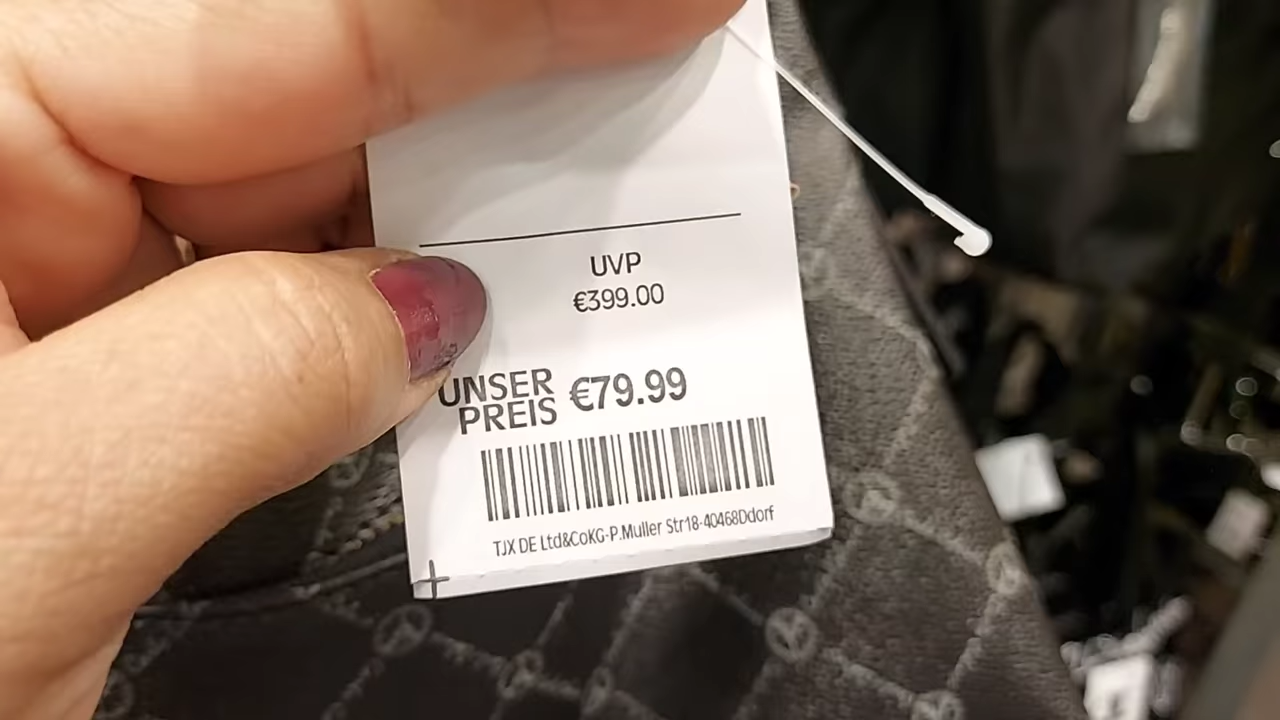 UVP
€399.00
UNSER
PREIS €79.99
TJX DE Ltd&CoKG-P.Muller Str18-40468Ddorf